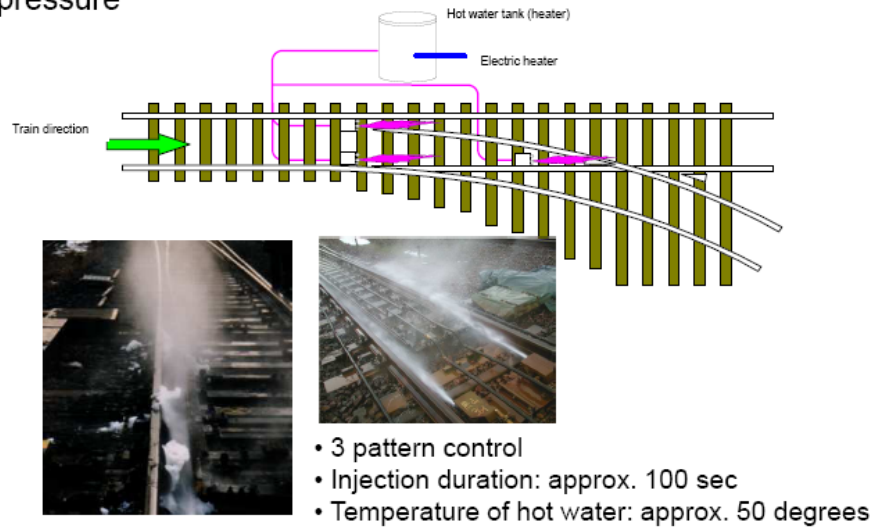 pressure
Hot water tank (heater)
Electric heater
Train direction
• 3 pattern control
• Injection duration: approx. 100 sec
• Temperature of hot water: approx. 50 degrees